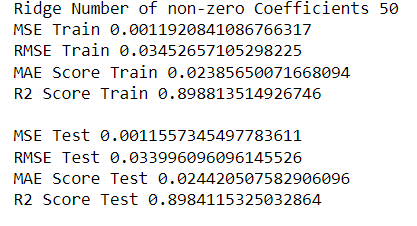 Ridge Number of non-zero Coefficients 50
MSE Train 0.0011920841086766317
RMSE Train 0.03452657105298225
MAE Score Train 0.02385650071668094
R2 Score Train 0.898813514926746
MSE Test 0.0011557345497783611
RMSE Test 0.033996096096145526
MAE Score Test 0.024420507582906096
R2 Score Test 0.8984115325032864